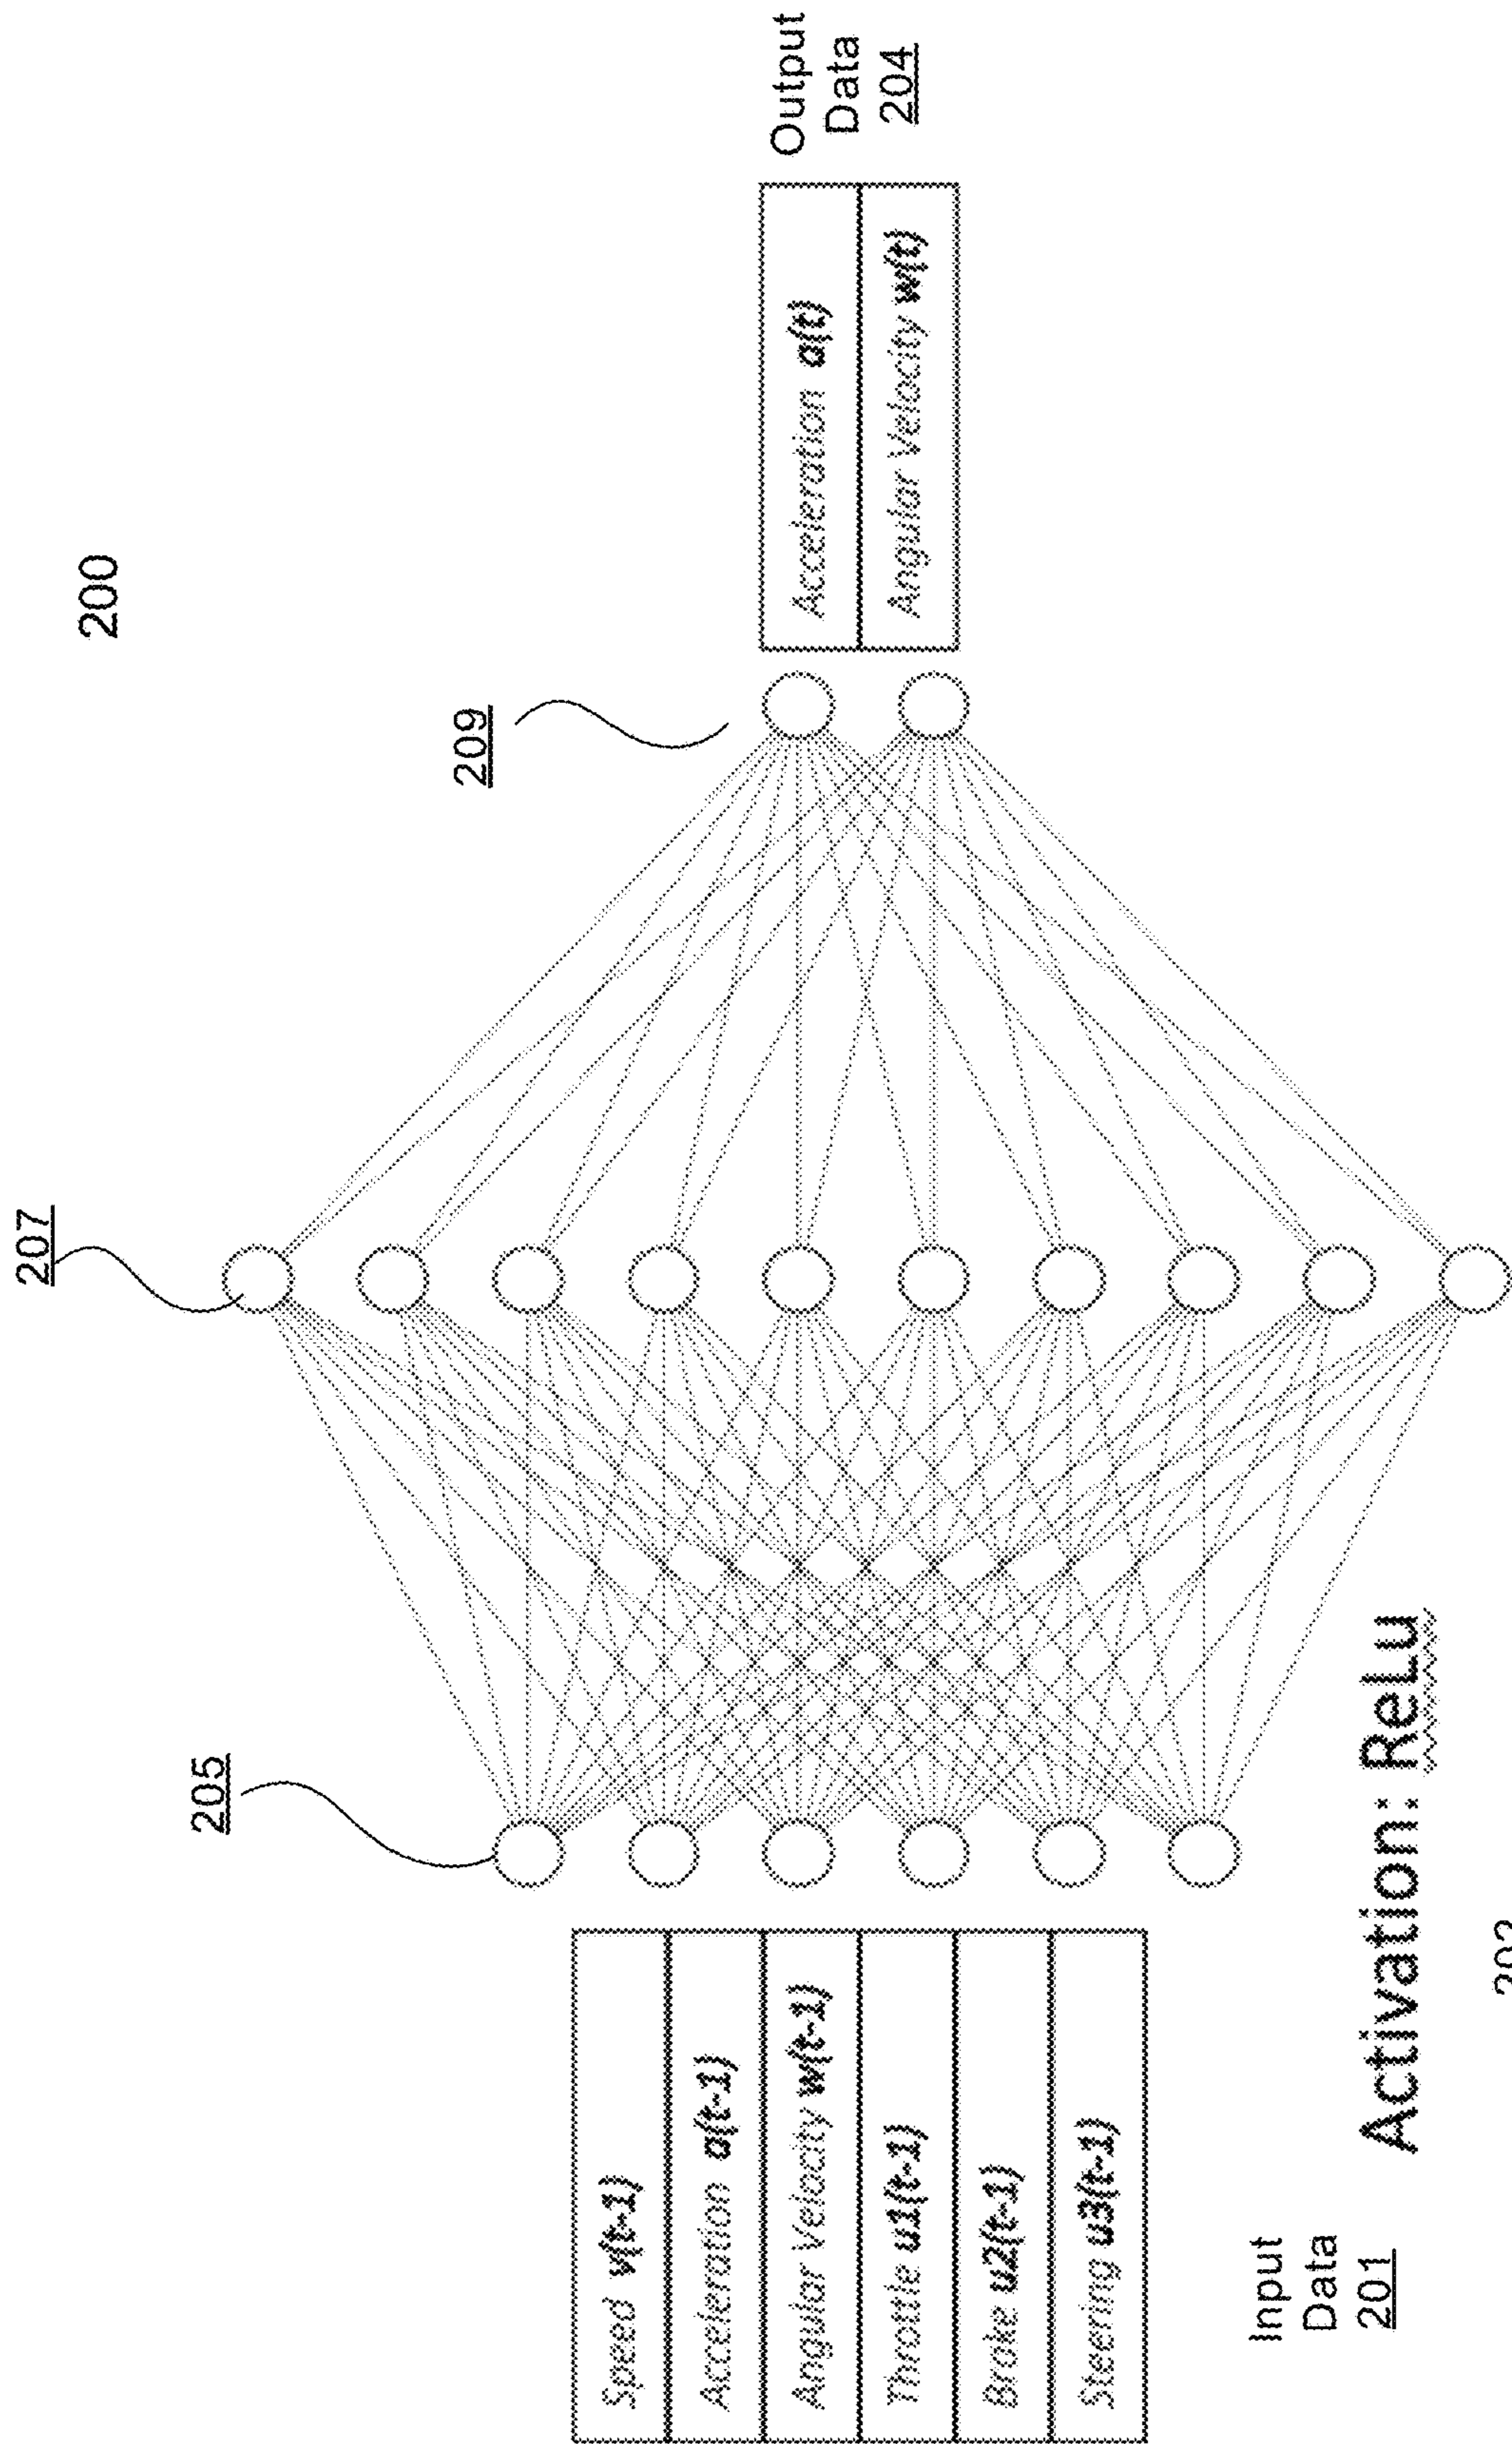 200
207
209
205
Speed v(t-1)
Acceleration a(t-1)
Angular Velocity w(t-1)
Throttle u1(t-1)
Brake u2(t-1)
Steering u3(t-1)
Acceleration a(t)
Angular Velocity w(t)
Output
Data
204
Input
Data
201
Activation: ReLu